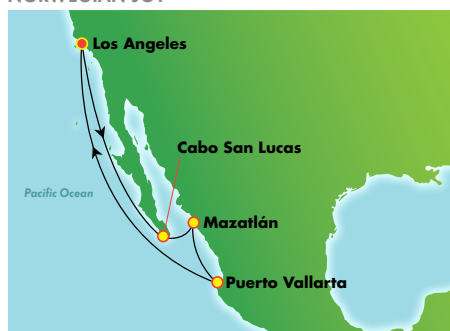 NORWEGIAN JOY
Los Angeles
Cabo San Lucas
Pacific Ocean
Mazatlán
Puerto Vallarta